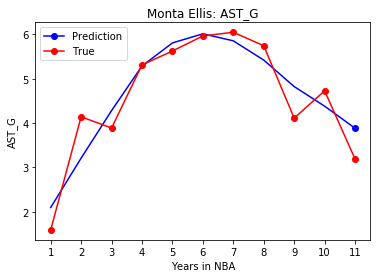 Monta Ellis: AST_G
Prediction
True
AST_G
6
5
4
3
2
1 2 3 4 5 6 7 8 9 10 11
Years in NBA